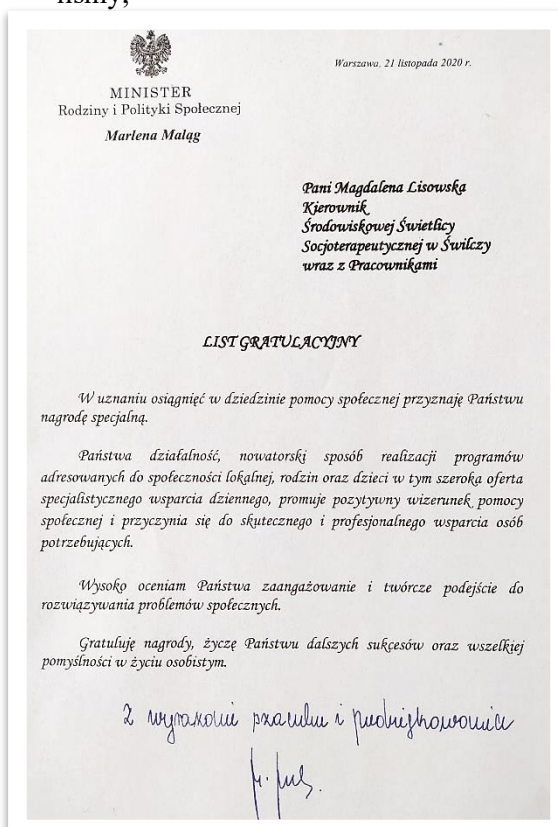 MINISTER
Rodziny i Polityki Społecznej
Marlena Maląg
Warszawa, 21 listopada 2020 r.
Pani Magdalena Lisowska
Kierownik
Środowiskowej Świetlicy
Socjoterapeutycznej w Świlczy
wraz z Pracownikami
LIST GRATULACYJNY
W uznaniu osiągnięć w dziedzinie pomocy społecznej przyznaję Państwu
nagrodę specjalną.
Państwa działalność, nowatorski sposób realizacji programów
adresowanych do społeczności lokalnej, rodzin oraz dzieci w tym szeroka oferta
specjalistycznego wsparcia dziennego, promuje pozytywny wizerunek pomocy
społecznej i przyczynia się do skutecznego i profesjonalnego wsparcia osób
potrzebujących.
Wysoko oceniam Państwa zaangażowanie i twórcze podejście do
rozwiązywania problemów społecznych.
Gratuluję nagrody, życzę Państwu dalszych sukcesów oraz wszelkiej
pomyślności w życiu osobistym.
Z wyrazami szacunku i podziękowania